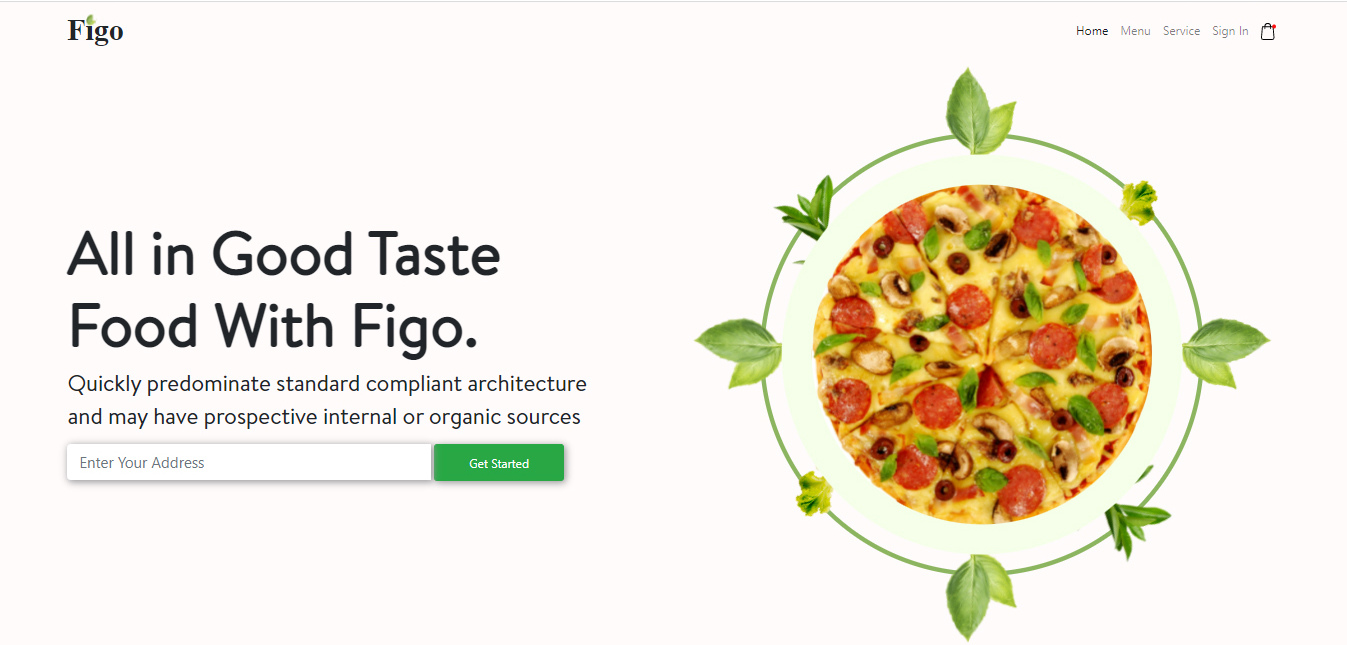 Figo
Home Menu Service Sign In
All in Good Taste
Food With Figo.
Quickly predominate standard compliant architecture
and may have prospective internal or organic sources
Enter Your Address
Get Started